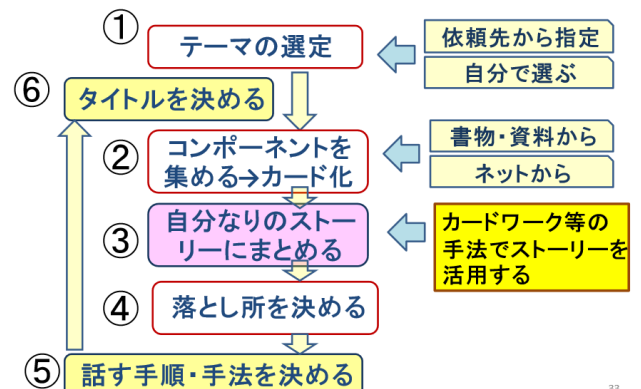 ①
テーマの選定
依頼先から指定
自分で選ぶ
⑥
タイトルを決める
②
コンポーネントを
集める→カード化
書物・資料から
ネットから
③
自分なりのストー
リーにまとめる
カードワーク等の
手法でストーリーを
活用する
④
落とし所を決める
⑤
話す手順・手法を決める
33